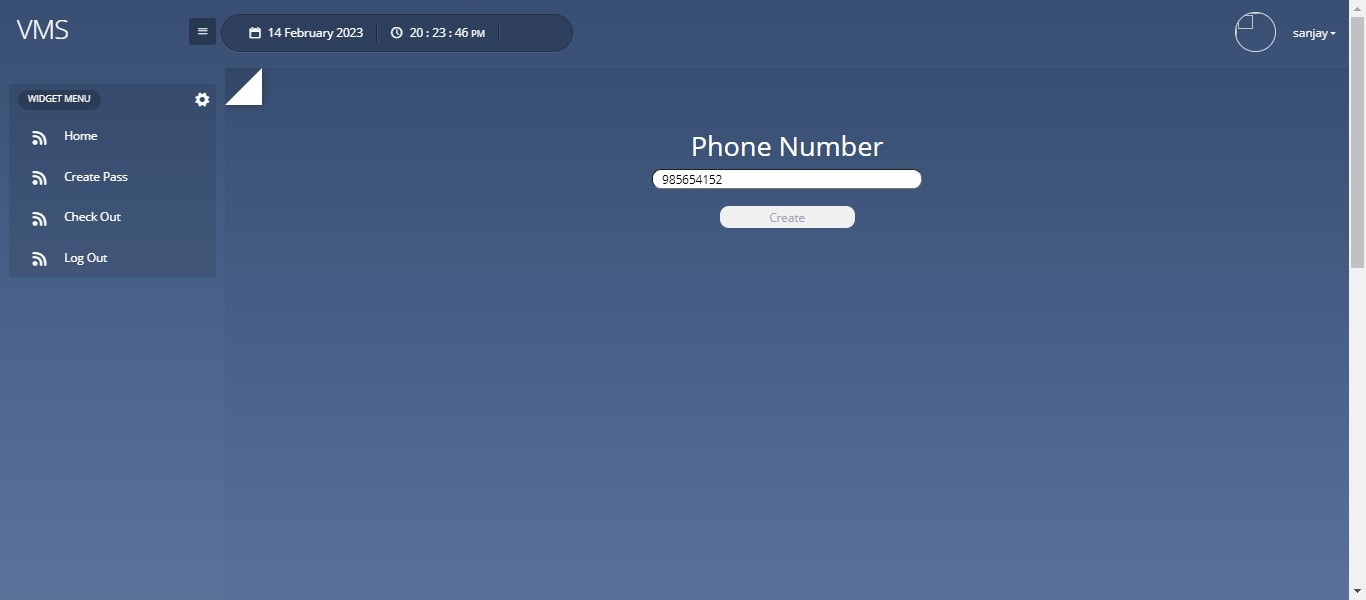 VMS
14 February 2023 20 : 23 : 46 PM
sanjay
WIDGET MENU
Home
Create Pass
Check Out
Log Out
Phone Number
985654152
Create